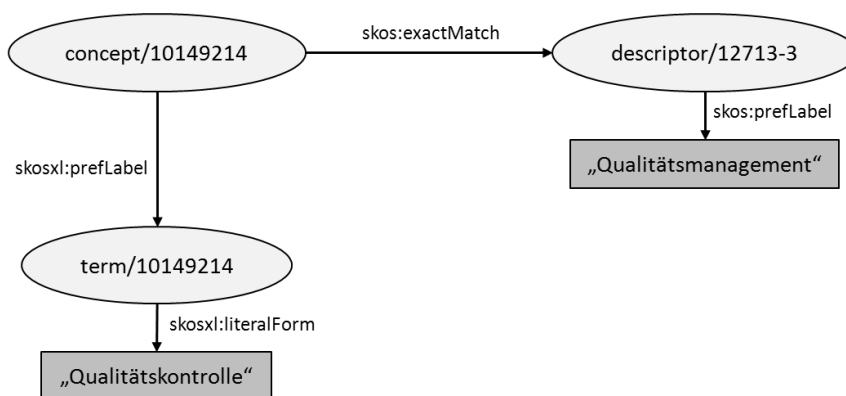 concept/10149214
skos:exactMatch
descriptor/12713-3
skos:prefLabel
„Qualitätsmanagement“
skosxl:prefLabel
term/10149214
skosxl:literalForm
„Qualitätskontrolle“